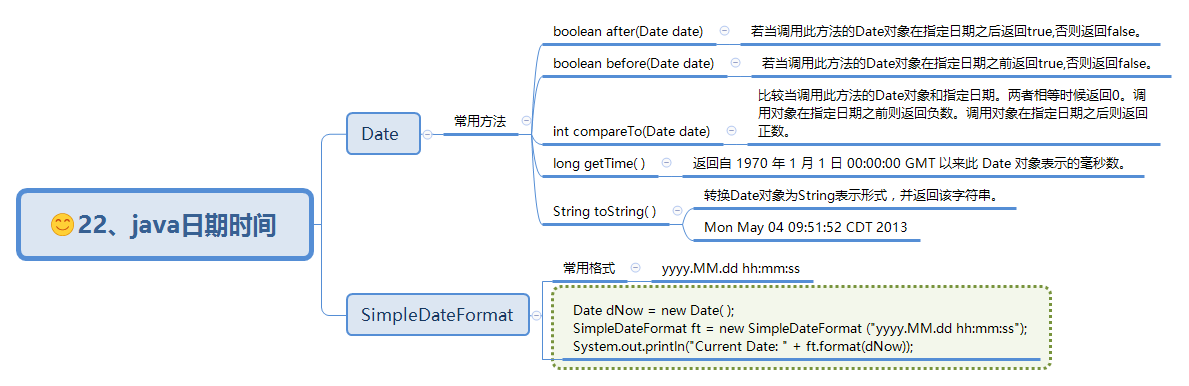 😊22、java日期时间
Date
常用方法
boolean after(Date date)
若当调用此方法的Date对象在指定日期之后返回true,否则返回false。
boolean before(Date date)
若当调用此方法的Date对象在指定日期之前返回true,否则返回false。
int compareTo(Date date)
比较当调用此方法的Date对象和指定日期。两者相等时候返回0。调
用对象在指定日期之前则返回负数。调用对象在指定日期之后则返回
正数。
long getTime( )
返回自 1970 年 1 月 1 日 00:00:00 GMT 以来此 Date 对象表示的毫秒数。
String toString( )
转换Date对象为String表示形式，并返回该字符串。
Mon May 04 09:51:52 CDT 2013
SimpleDateFormat
常用格式
yyyy.MM.dd hh:mm:ss
Date dNow = new Date( );
SimpleDateFormat ft = new SimpleDateFormat ("yyyy.MM.dd hh:mm:ss");
System.out.println("Current Date: " + ft.format(dNow));